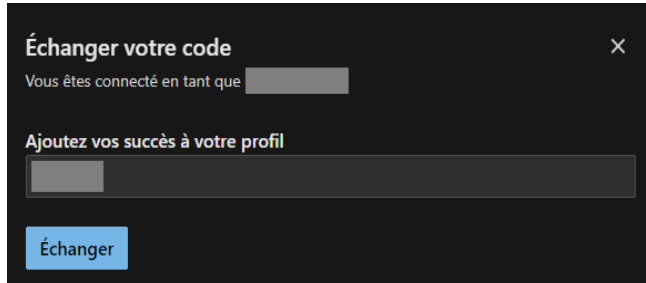 Échanger votre code
Vous êtes connecté en tant que
Ajoutez vos succès à votre profil
Échanger